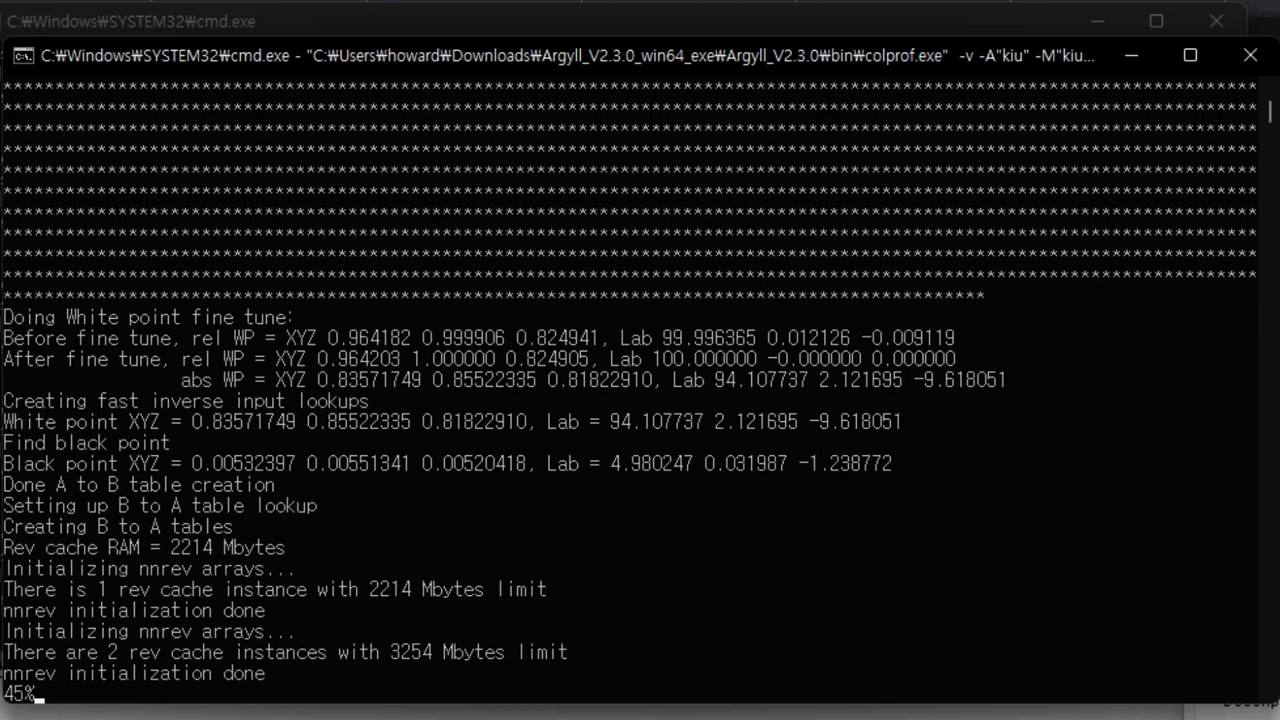 C:₩Windows₩SYSTEM32₩cmd.exe
C:₩Windows₩SYSTEM32₩cmd.exe - "C:₩Users₩howard₩Downloads₩Argyll_V2.3.0_win64_exe₩Argyll_V2.3.0₩bin₩colprof.exe"  -v -A"kiu" -M"kiu...
Doing White point fine tune:
Before fine tune, rel WP = XYZ 0.964182 0.999906 0.824941, Lab 99.996365 0.012126 -0.009119
After fine tune, rel WP = XYZ 0.964203 1.000000 0.824905, Lab 100.000000 -0.000000 0.000000
abs WP = XYZ 0.83571749 0.85522335 0.81822910, Lab 94.107737 2.121695 -9.618051
Creating fast inverse input lookups
White point XYZ = 0.83571749 0.85522335 0.81822910, Lab = 94.107737 2.121695 -9.618051
Find black point
Black point XYZ = 0.00532397 0.00551341 0.00520418, Lab = 4.980247 0.031987 -1.238772
Done A to B table creation
Setting up B to A table lookup
Creating B to A tables
Rev cache RAM = 2214 Mbytes
Initializing nnrev arrays...
There is 1 rev cache instance with 2214 Mbytes limit
nnrev initialization done
Initializing nnrev arrays...
There are 2 rev cache instances with 3254 Mbytes limit
nnrev initialization done
45%